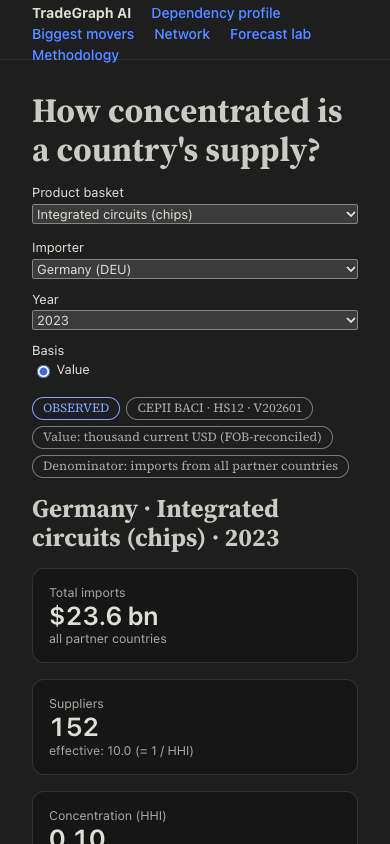 TradeGraph AI Dependency profile
Biggest movers Network Forecast lab
Methodology
How concentrated is
a country's supply?
Product basket
Integrated circuits (chips)
Importer
Germany (DEU)
Year
2023
Basis
Value
OBSERVED CEPII BACI · HS12 · V202601
Value: thousand current USD (FOB-reconciled)
Denominator: imports from all partner countries
Germany · Integrated
circuits (chips) · 2023
Total imports
$23.6 bn
all partner countries
Suppliers
152
effective: 10.0 (= 1 / HHI)
Concentration (HHI)
0.10